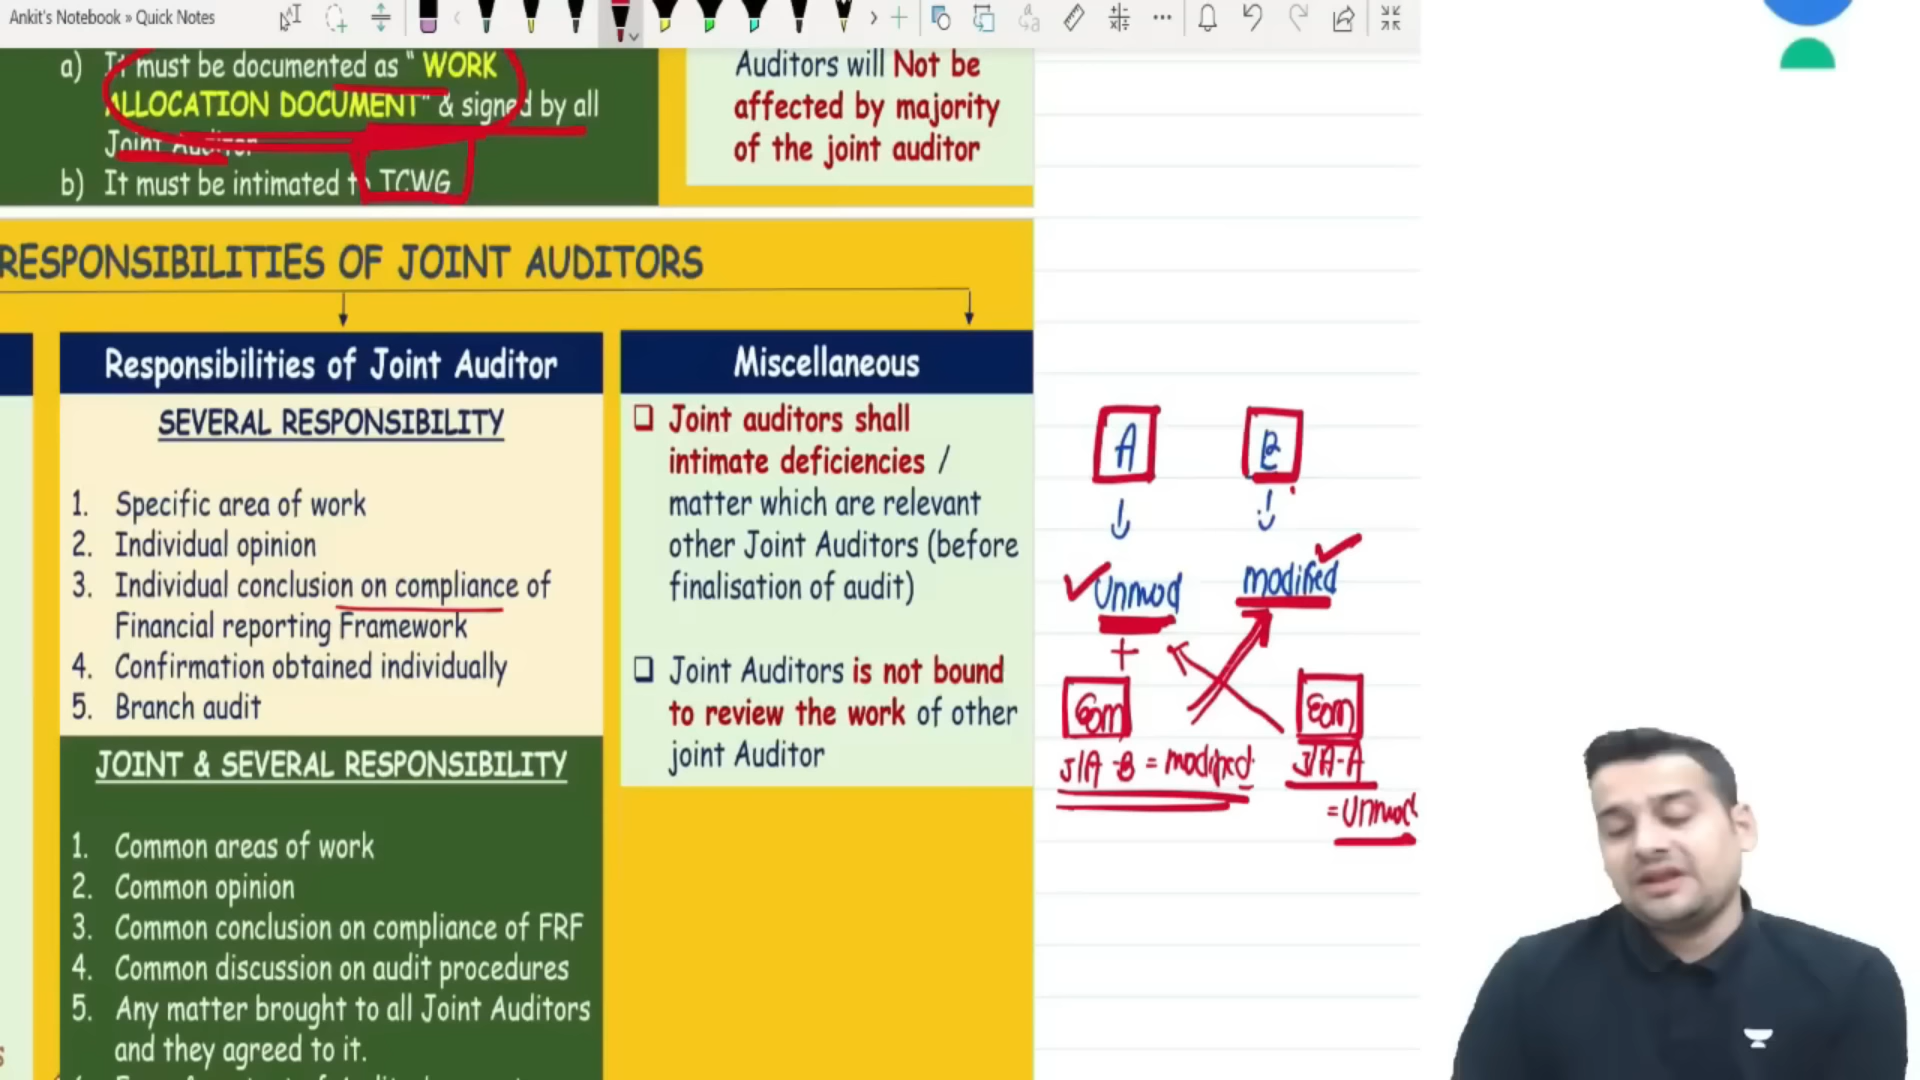 Ankit's Notebook » Quick Notes
a) It must be documented as " WORK
ALLOCATION DOCUMENT" & signed by all
Joint Auditor
b) It must be intimated to TCWG
Auditors will Not be
affected by majority
of the joint auditor
RESPONSIBILITIES OF JOINT AUDITORS
Responsibilities of Joint Auditor
SEVERAL RESPONSIBILITY
1. Specific area of work
2. Individual opinion
3. Individual conclusion on compliance of
Financial reporting Framework
4. Confirmation obtained individually
5. Branch audit
JOINT & SEVERAL RESPONSIBILITY
1. Common areas of work
2. Common opinion
3. Common conclusion on compliance of FRF
4. Common discussion on audit procedures
5. Any matter brought to all Joint Auditors
and they agreed to it.
Miscellaneous
❑ Joint auditors shall
intimate deficiencies /
matter which are relevant
other Joint Auditors (before
finalisation of audit)
❑ Joint Auditors is not bound
to review the work of other
joint Auditor
A B
Unmod modified
+
EOM EOM
J/A - B = modified J/A - A
= Unmod